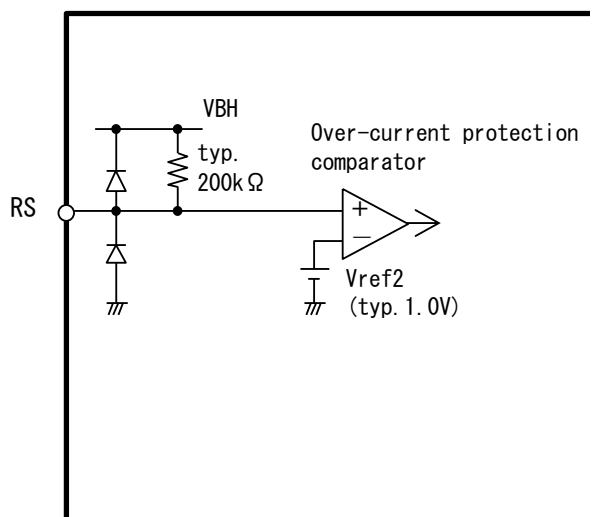 VBH
typ.
200kΩ
Over-current protection
comparator
RS
+
−
Vref2
(typ.1.0V)